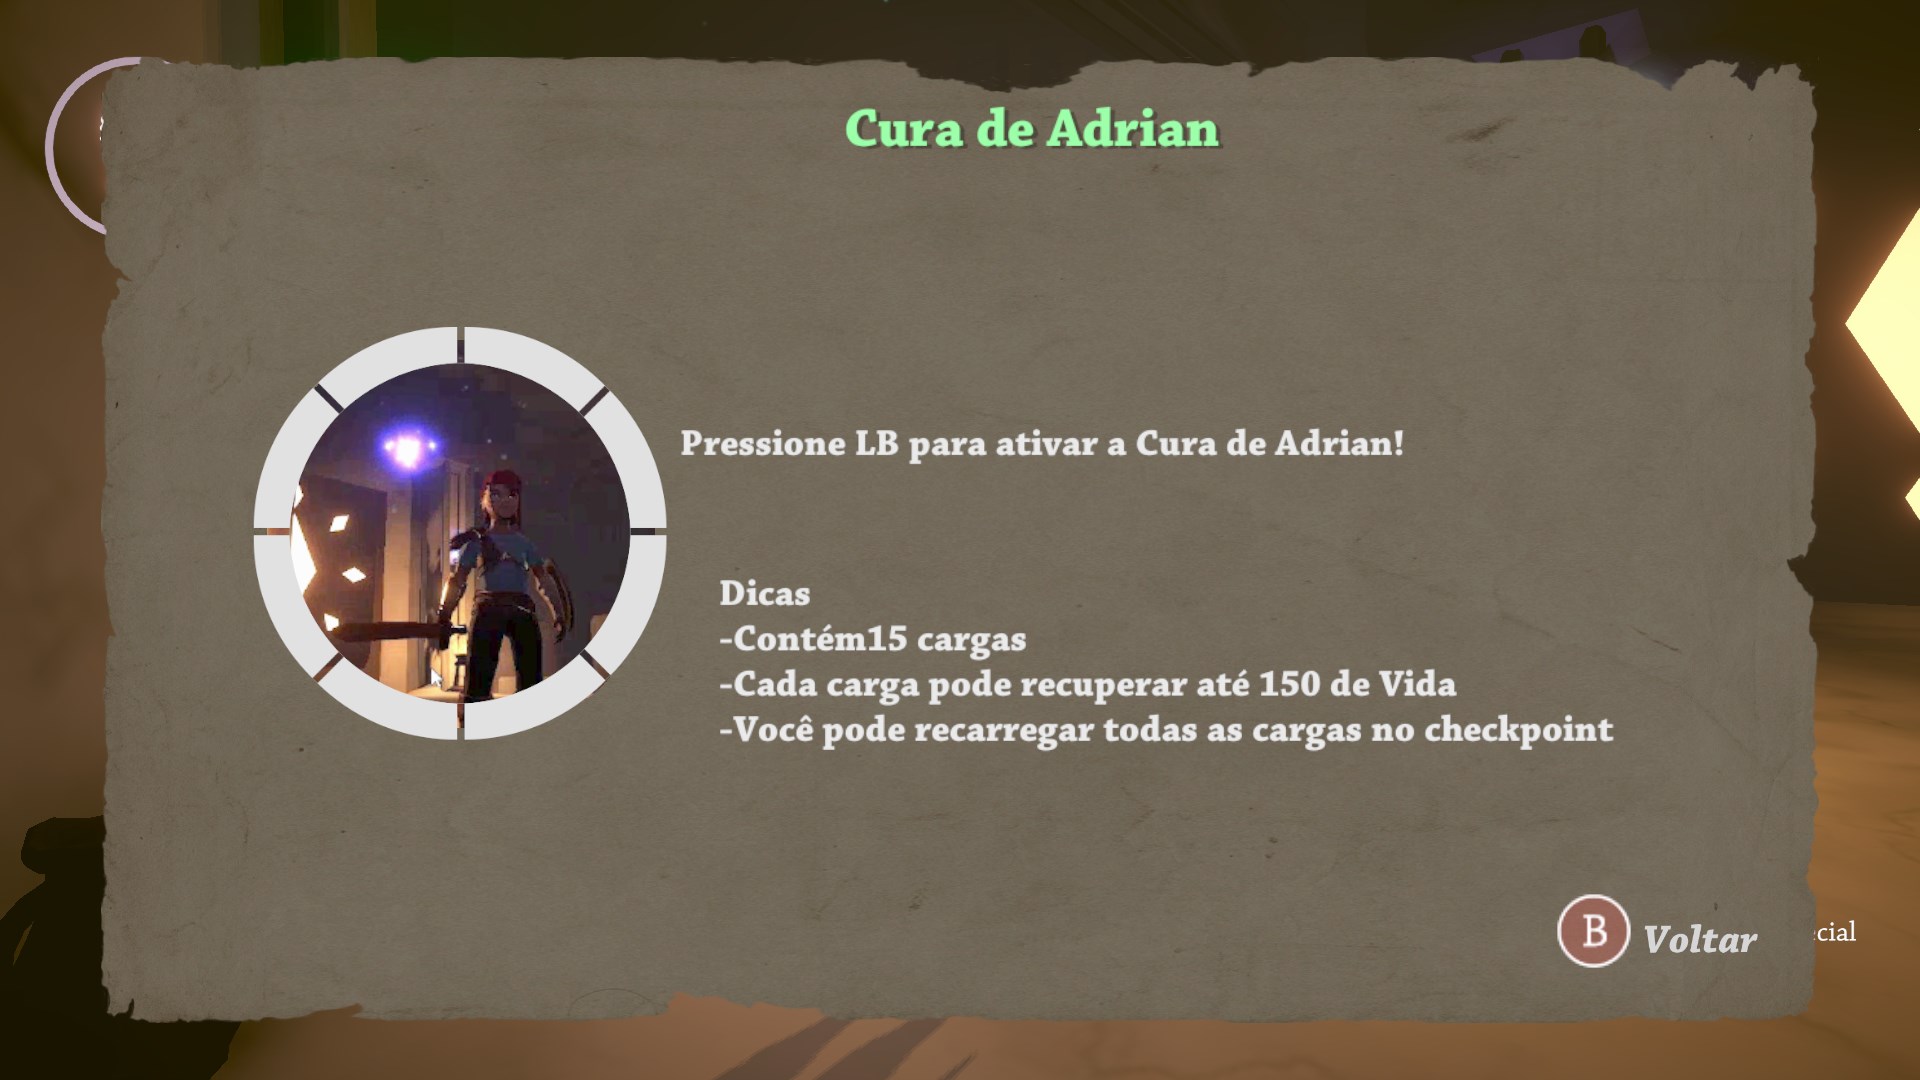 Cura de Adrian
Pressione LB para ativar a Cura de Adrian!
Dicas
-Contém15 cargas
-Cada carga pode recuperar até 150 de Vida
-Você pode recarregar todas as cargas no checkpoint
B Voltar